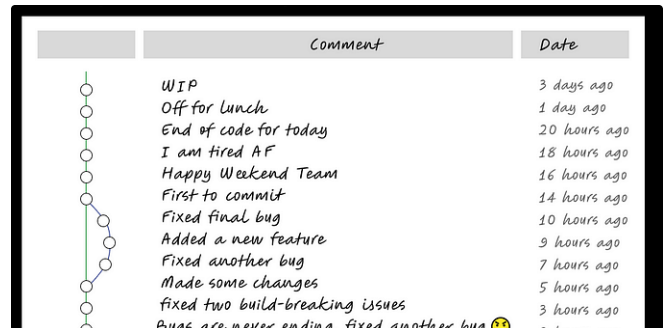 Comment Date
WIP 3 days ago
Off for lunch 1 day ago
End of code for today 20 hours ago
I am tired AF 18 hours ago
Happy Weekend Team 16 hours ago
First to commit 14 hours ago
Fixed final bug 10 hours ago
Added a new feature 9 hours ago
Fixed another bug 7 hours ago
Made some changes 5 hours ago
fixed two build-breaking issues 3 hours ago
Bugs are never ending, fixed another bug